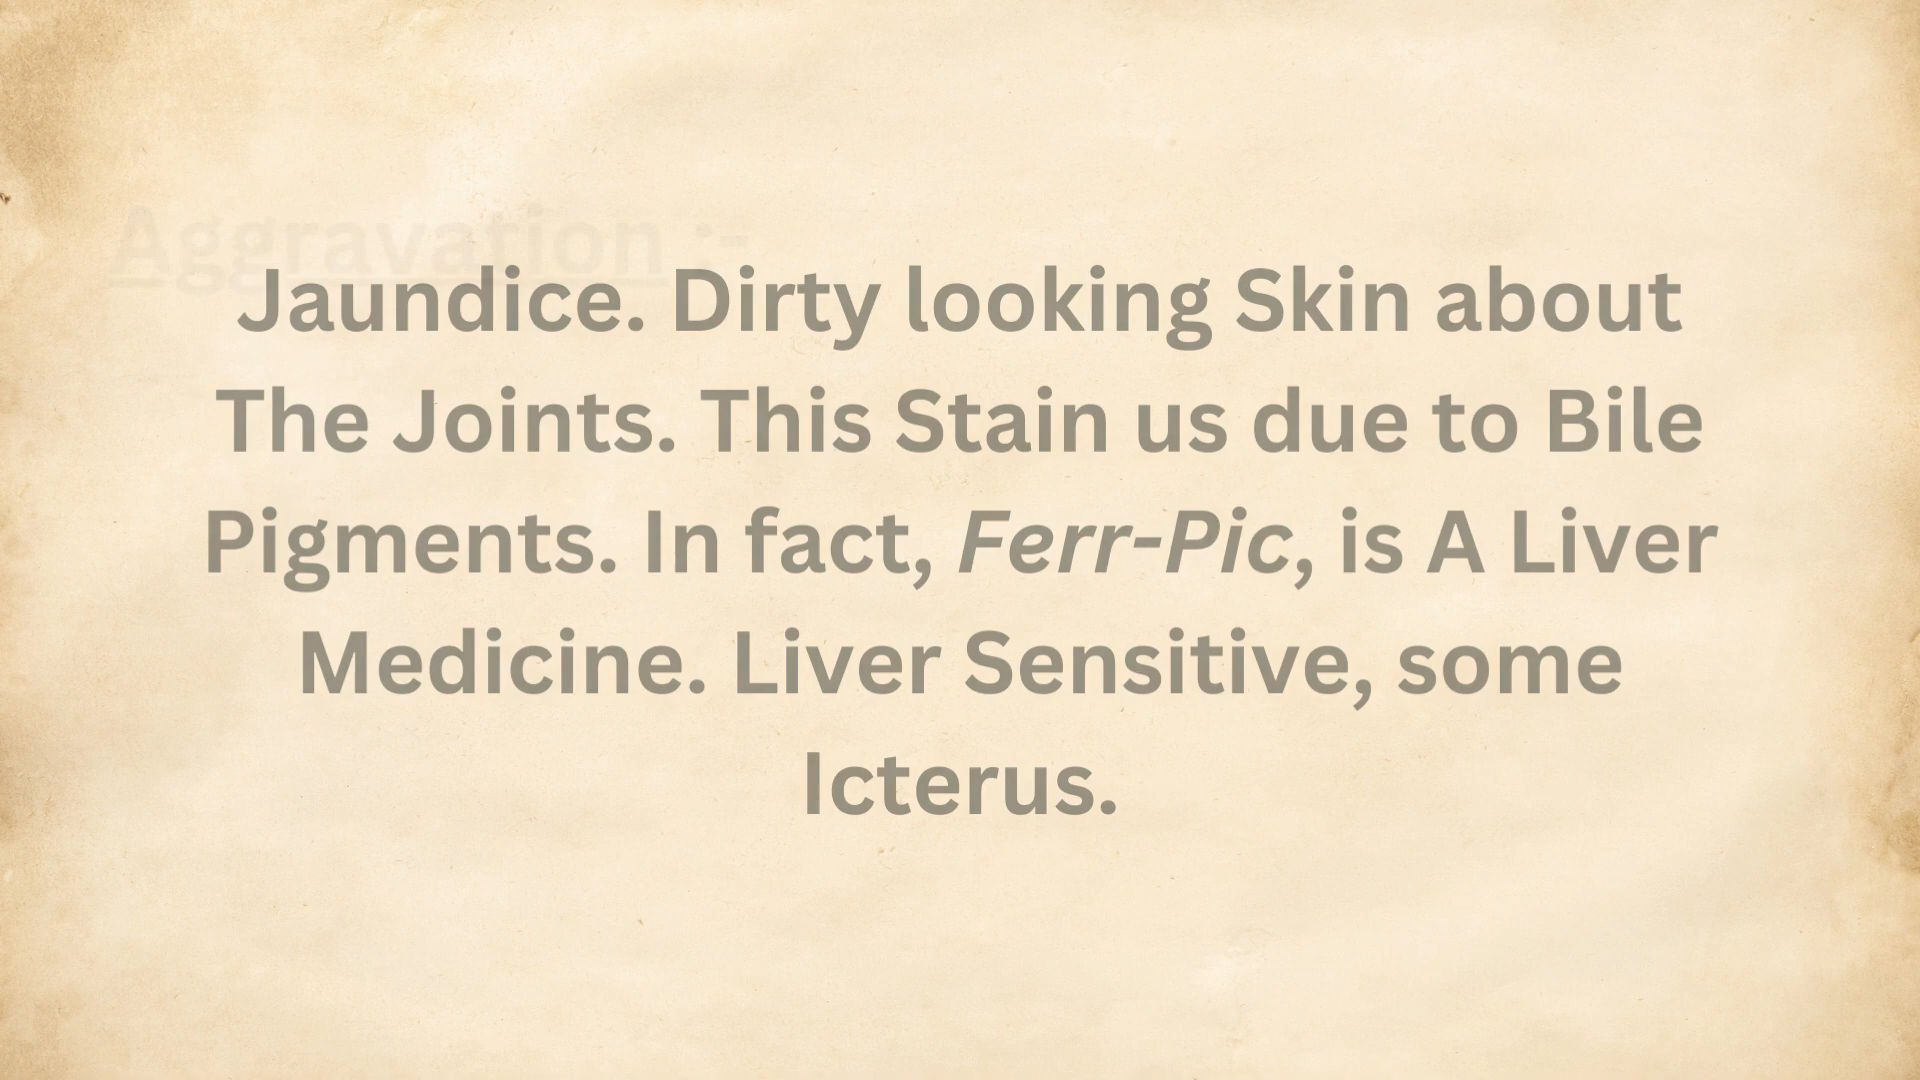 Aggravation :-
Jaundice. Dirty looking Skin about
The Joints. This Stain us due to Bile
Pigments. In fact, Ferr-Pic, is A Liver
Medicine. Liver Sensitive, some
Icterus.